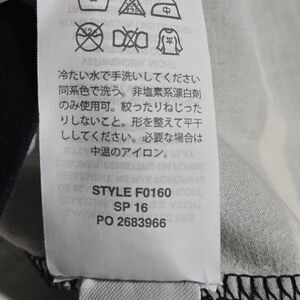 冷たい水で手洗いしてください
同系色で洗う。非塩素系漂白剤
のみ使用可。絞ったりねじった
りしないこと。形を整えて平干
ししてください。必要な場合は
中温のアイロン。
STYLE F0160
SP 16
PO 2683966